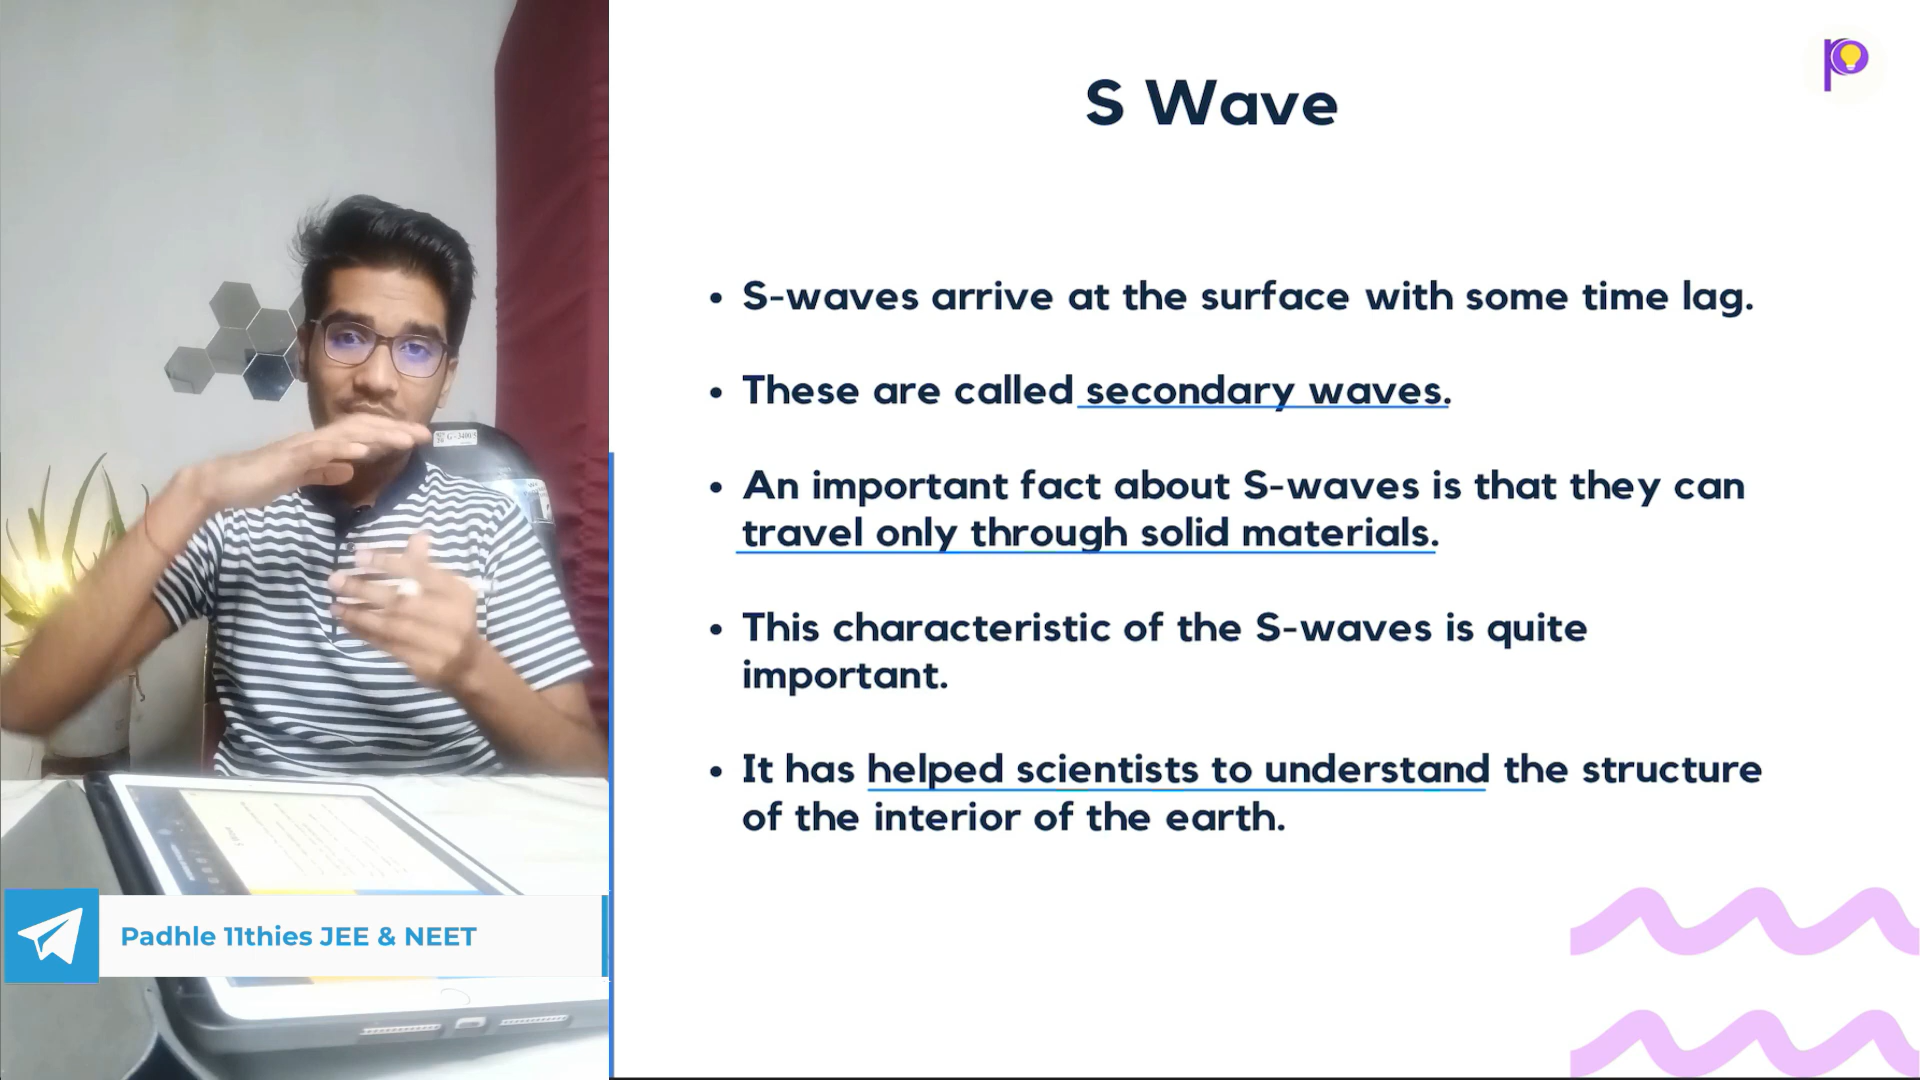 S Wave
• S-waves arrive at the surface with some time lag.
• These are called secondary waves.
• An important fact about S-waves is that they can
travel only through solid materials.
• This characteristic of the S-waves is quite
important.
• It has helped scientists to understand the structure
of the interior of the earth.
Padhle 11thies JEE & NEET